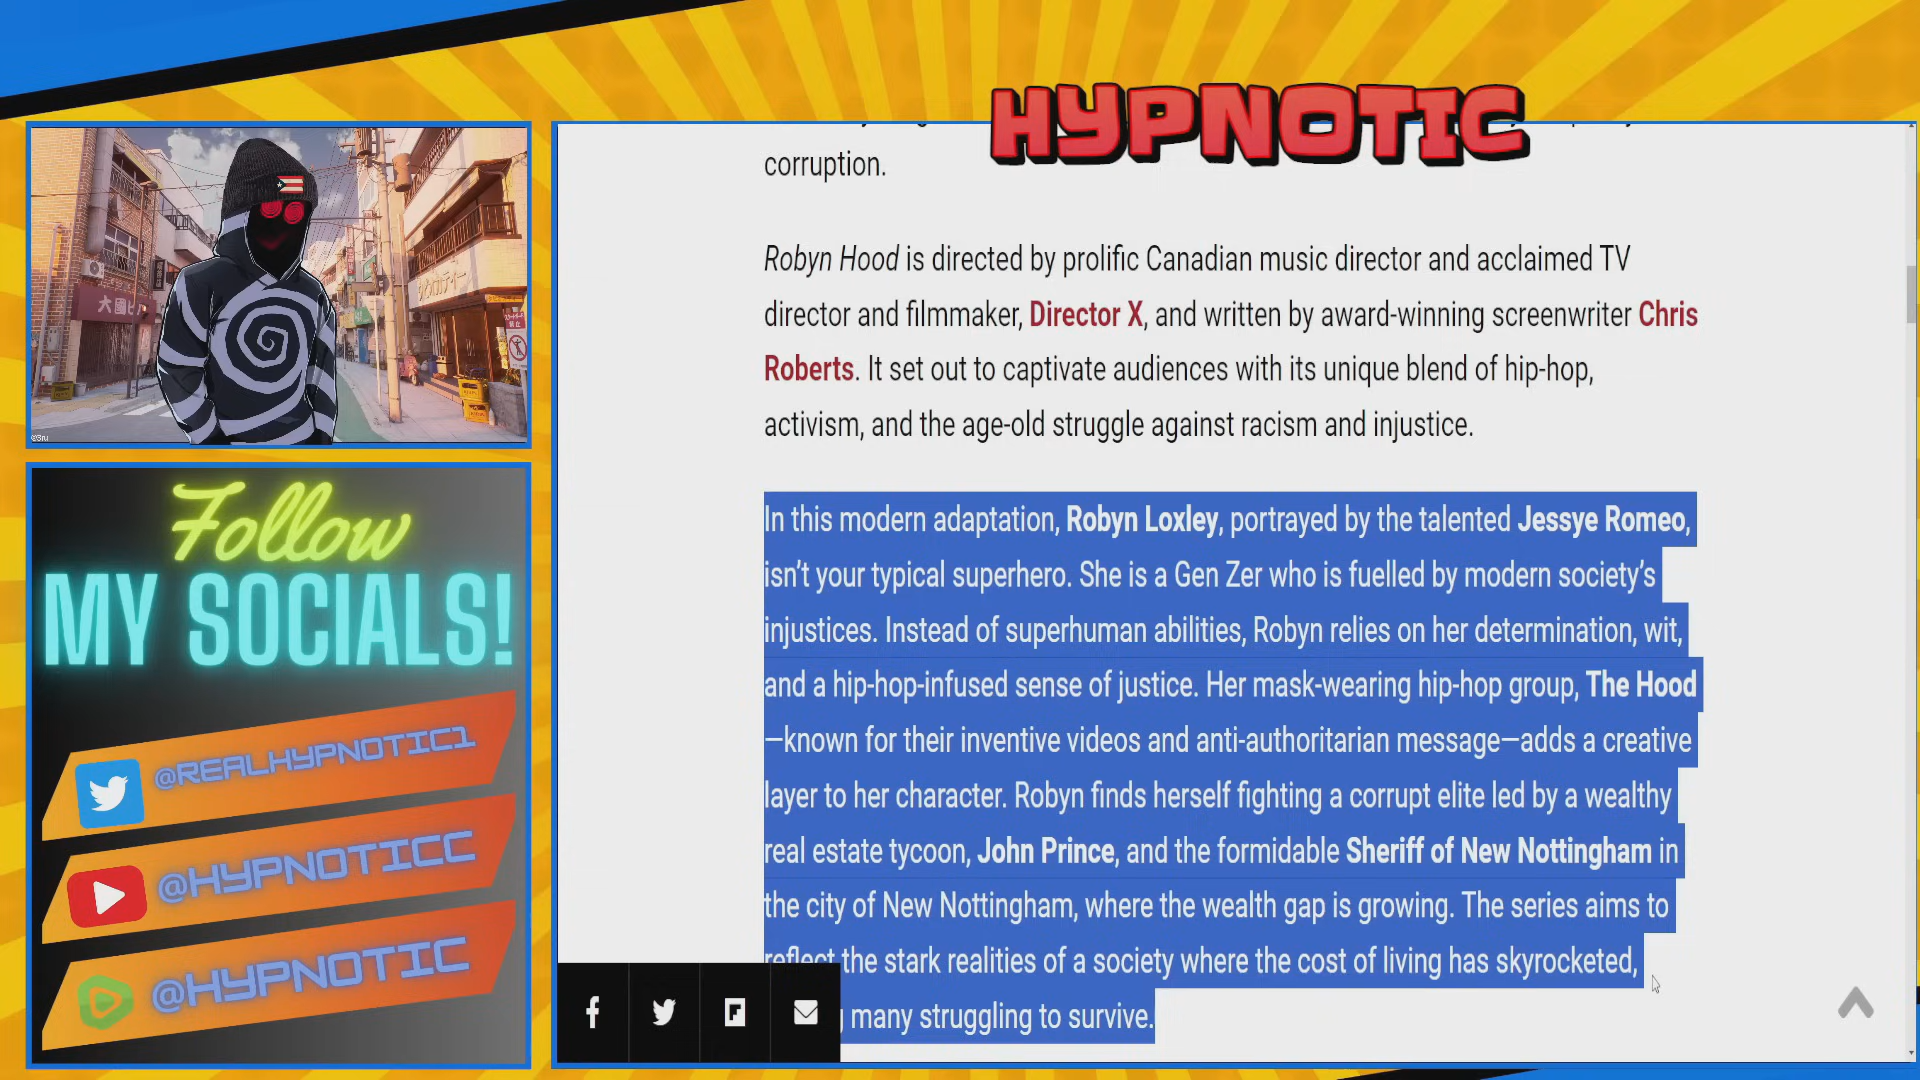 HYPNOTIC
corruption.
Robyn Hood is directed by prolific Canadian music director and acclaimed TV
director and filmmaker, Director X, and written by award-winning screenwriter Chris
Roberts. It set out to captivate audiences with its unique blend of hip-hop,
activism, and the age-old struggle against racism and injustice.
In this modern adaptation, Robyn Loxley, portrayed by the talented Jessye Romeo,
isn't your typical superhero. She is a Gen Zer who is fuelled by modern society's
injustices. Instead of superhuman abilities, Robyn relies on her determination, wit,
and a hip-hop-infused sense of justice. Her mask-wearing hip-hop group, The Hood
—known for their inventive videos and anti-authoritarian message—adds a creative
layer to her character. Robyn finds herself fighting a corrupt elite led by a wealthy
real estate tycoon, John Prince, and the formidable Sheriff of New Nottingham in
the city of New Nottingham, where the wealth gap is growing. The series aims to
reflect the stark realities of a society where the cost of living has skyrocketed,
many struggling to survive.
大國
Follow
MY SOCIALS!
@REALHYPNOTIC1
@HYPNOTICC
@HYPNOTIC